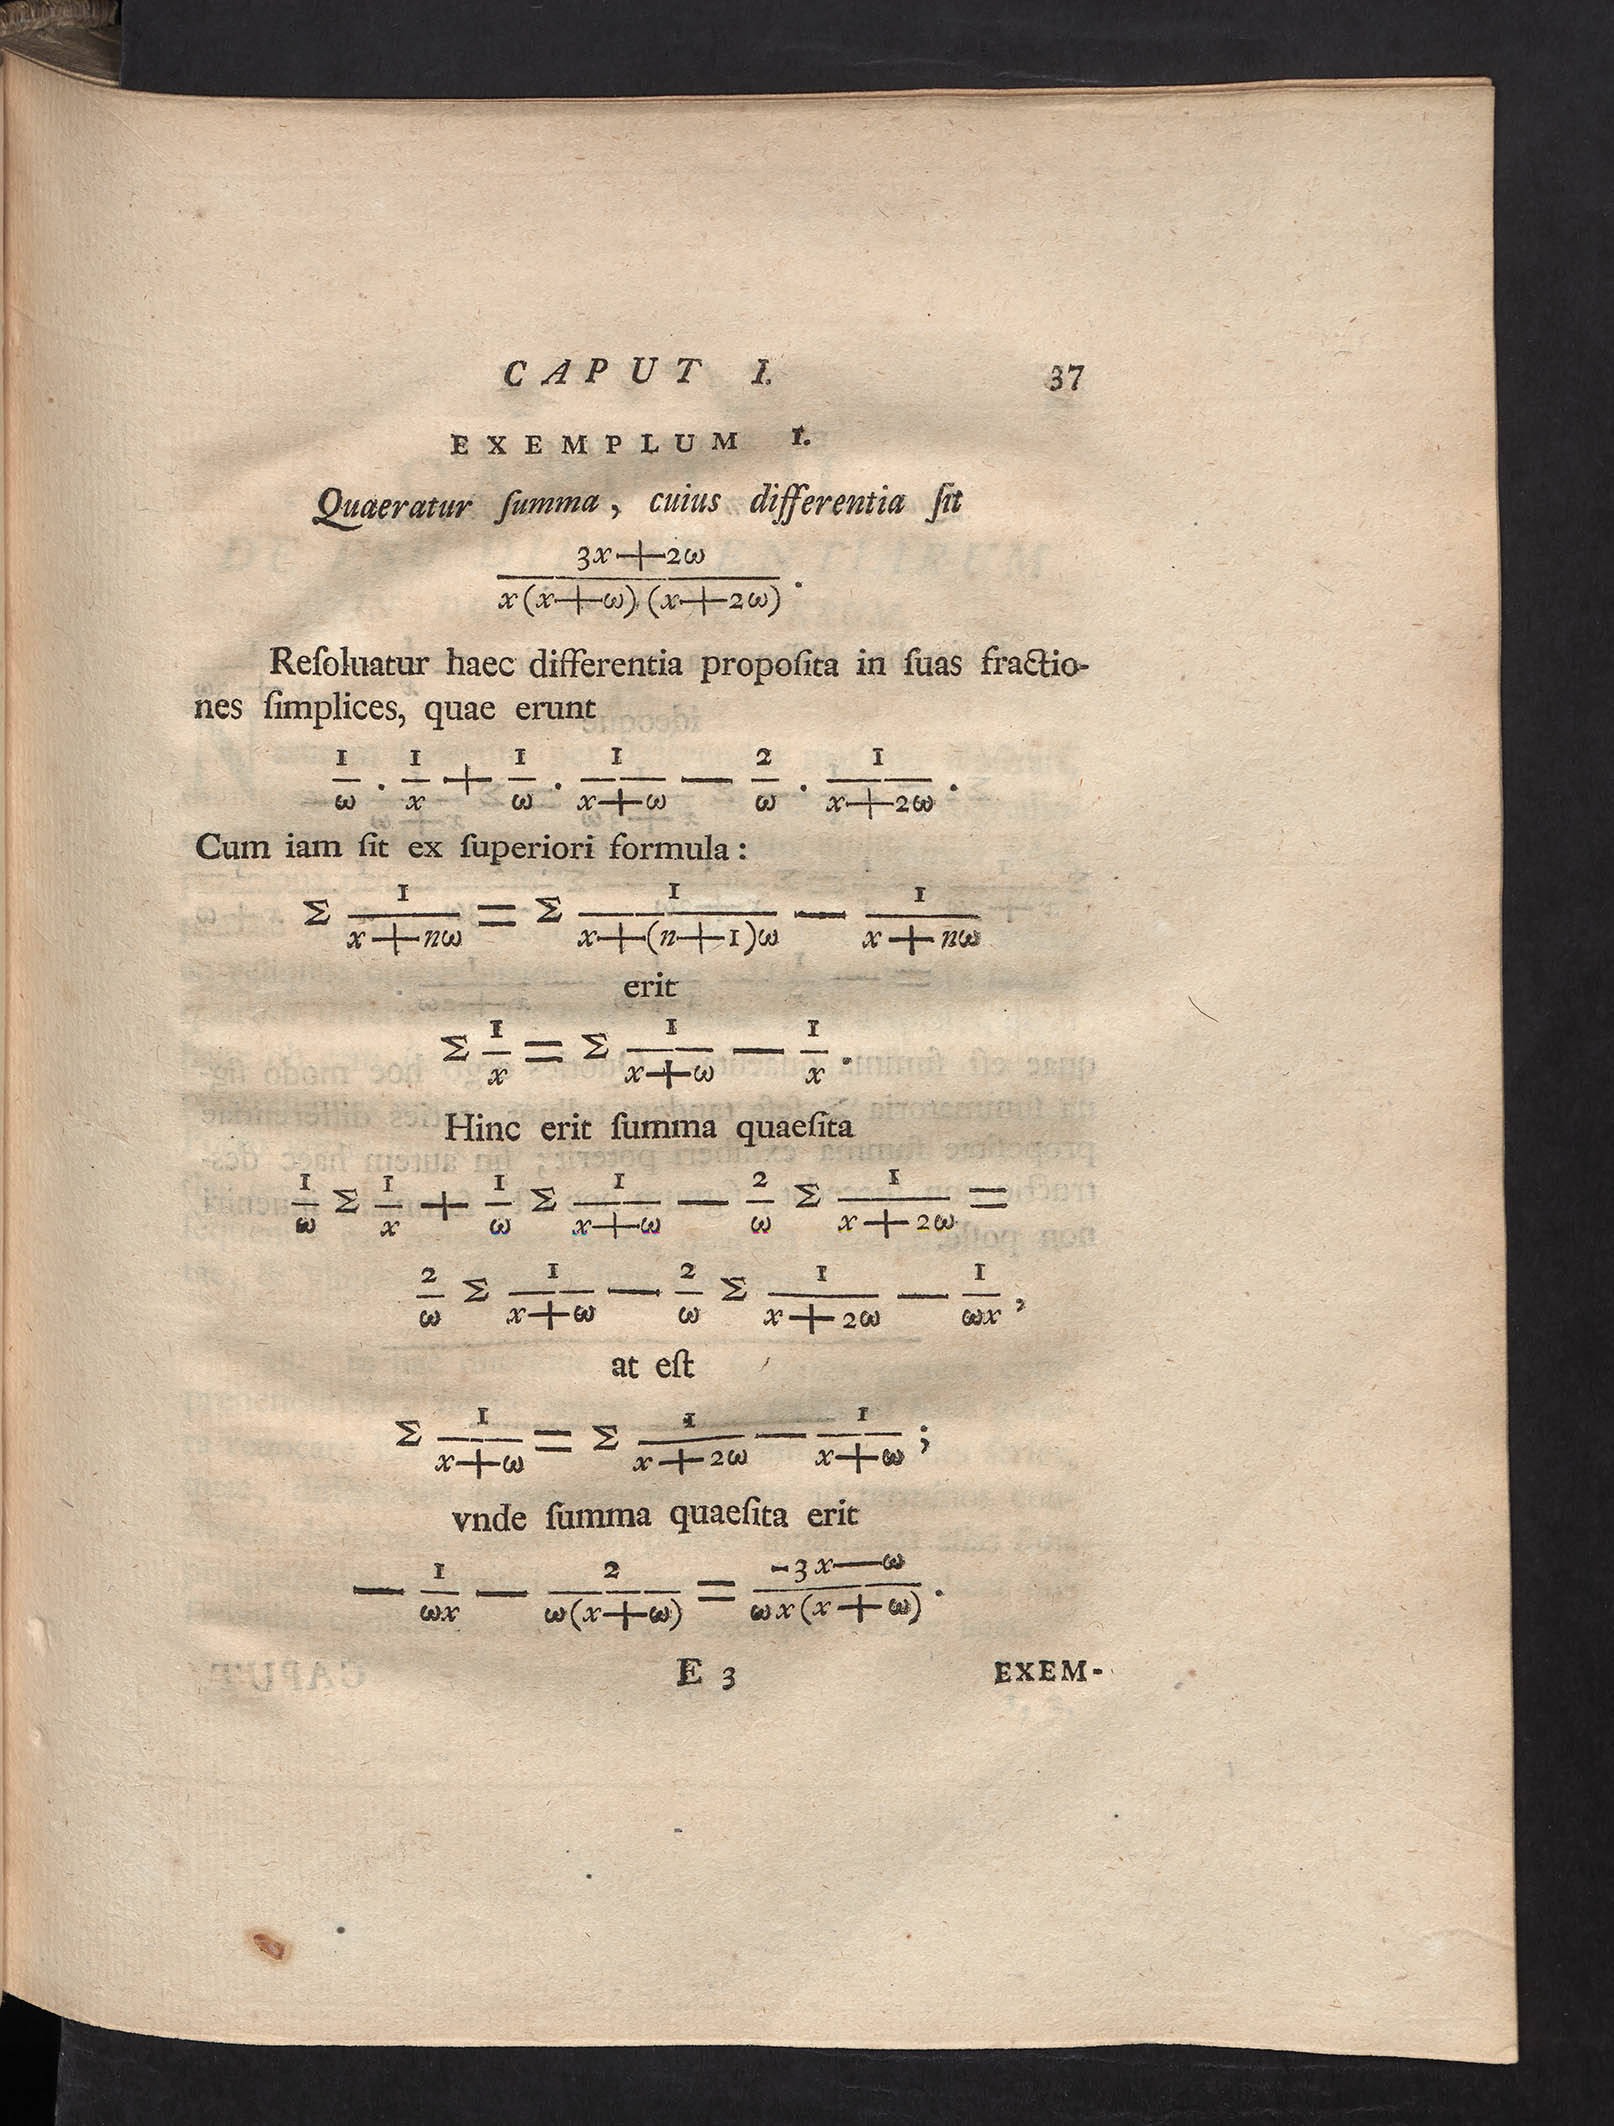 CAPUT I. 37
EXEMPLUM I.
Quaeratur ſumma, cuius differentia ſit
3x+2ω / x(x+ω)(x+2ω) .
Reſoluatur haec differentia propoſita in ſuas fractio-
nes ſimplices, quae erunt
1/ω . 1/x + 1/ω . 1/(x+ω) — 2/ω . 1/(x+2ω) .
Cum iam ſit ex ſuperiori formula:
Σ 1/(x+nω) = Σ 1/(x+(n+1)ω) — 1/(x+nω)
erit
Σ 1/x = Σ 1/(x+ω) — 1/x .
Hinc erit ſumma quaeſita
1/ω Σ 1/x + 1/ω Σ 1/(x+ω) — 2/ω Σ 1/(x+2ω) =
2/ω Σ 1/(x+ω) — 2/ω Σ 1/(x+2ω) — 1/ωx ,
at eſt
Σ 1/(x+ω) = Σ 1/(x+2ω) — 1/(x+ω) ;
vnde ſumma quaeſita erit
— 1/ωx — 2/ω(x+ω) = -3x—ω / ωx(x+ω) .
E 3 EXEM-